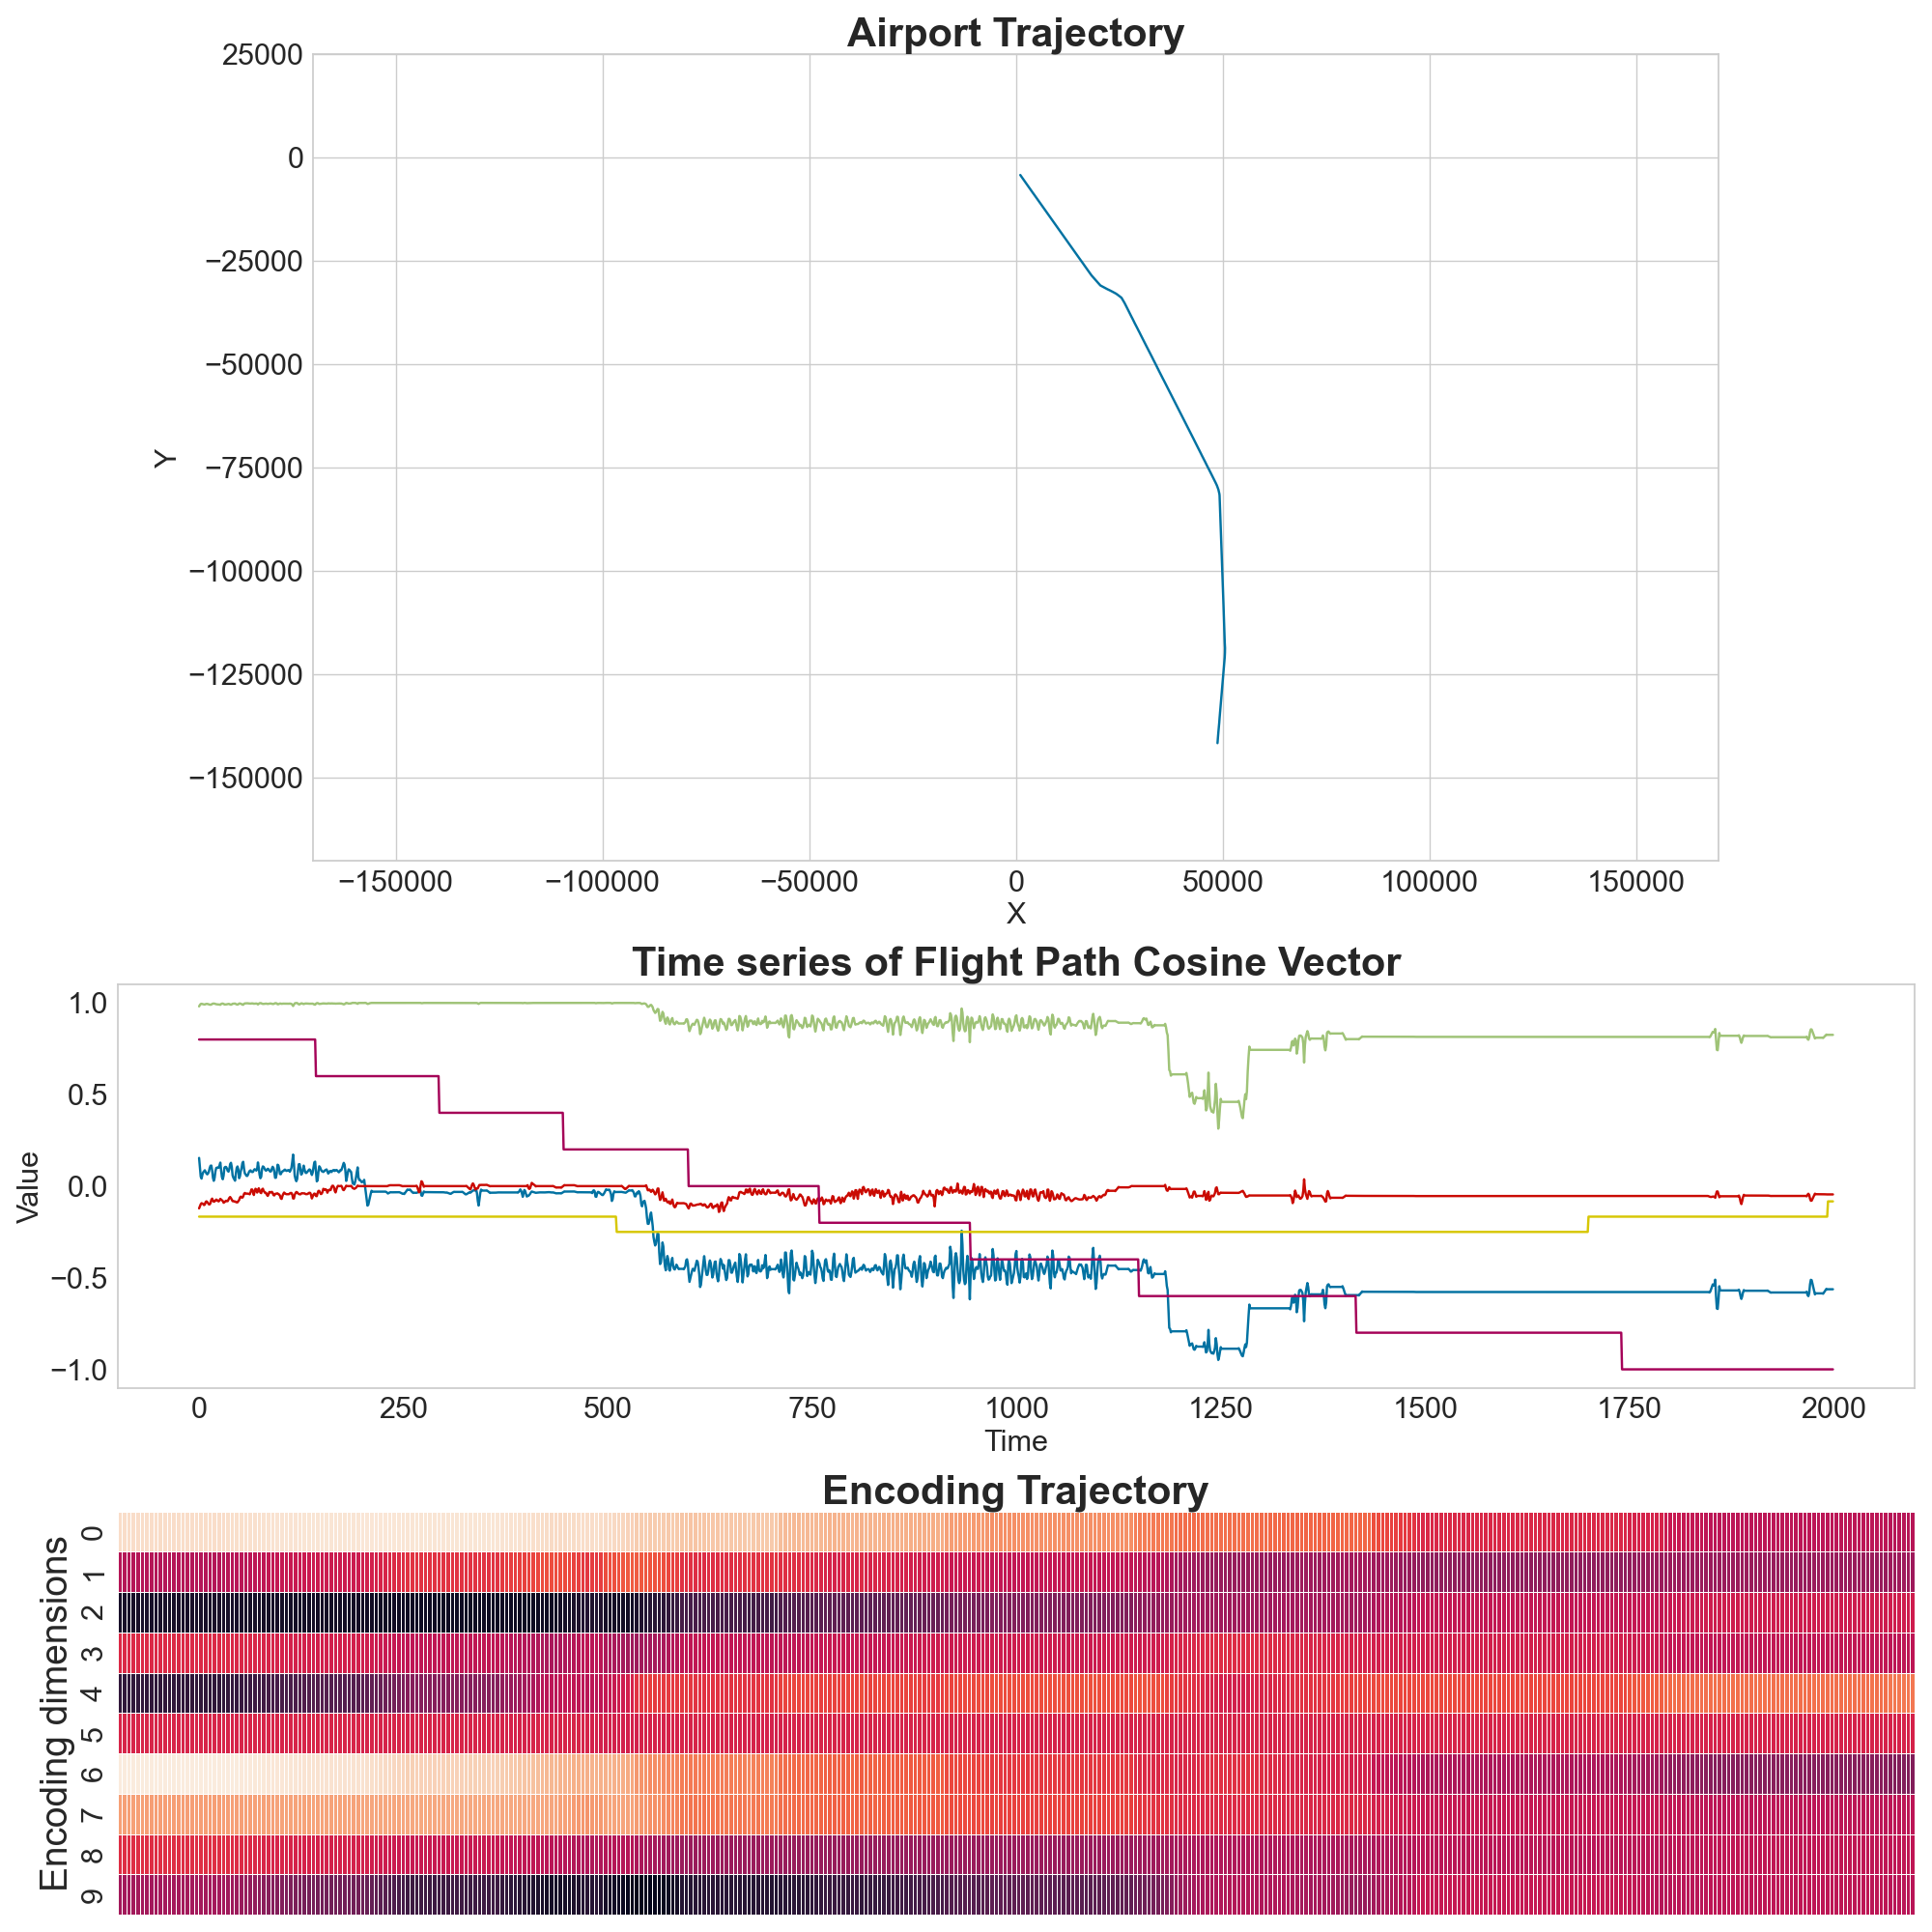 Airport Trajectory
25000
0
−25000
−50000
−75000
−100000
−125000
−150000
Y
−150000 −100000 −50000 0 50000 100000 150000
X
Time series of Flight Path Cosine Vector
1.0
0.5
0.0
−0.5
−1.0
Value
0 250 500 750 1000 1250 1500 1750 2000
Time
Encoding Trajectory
Encoding dimensions
0
1
2
3
4
5
6
7
8
9